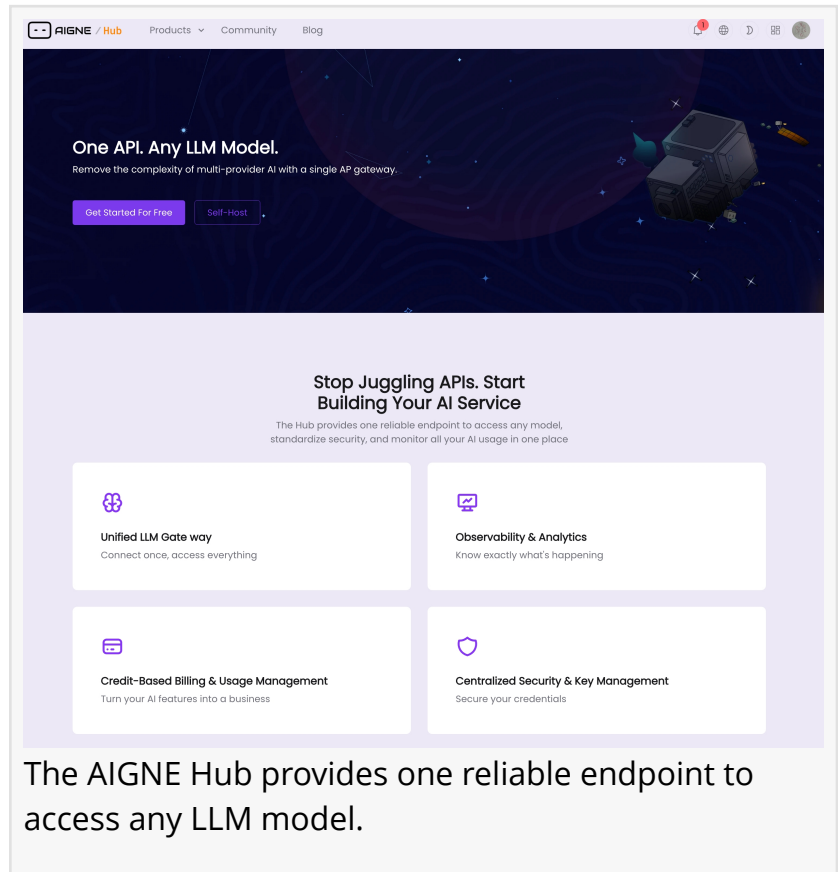 AIGNE / Hub Products Community Blog 1
One API. Any LLM Model.
Remove the complexity of multi-provider AI with a single AP gateway.
Get Started For Free Self-Host
Stop Juggling APIs. Start
Building Your AI Service
The Hub provides one reliable endpoint to access any model,
standardize security, and monitor all your AI usage in one place
Unified LLM Gate way
Connect once, access everything
Observability & Analytics
Know exactly what's happening
Credit-Based Billing & Usage Management
Turn your AI features into a business
Centralized Security & Key Management
Secure your credentials
The AIGNE Hub provides one reliable endpoint to
access any LLM model.